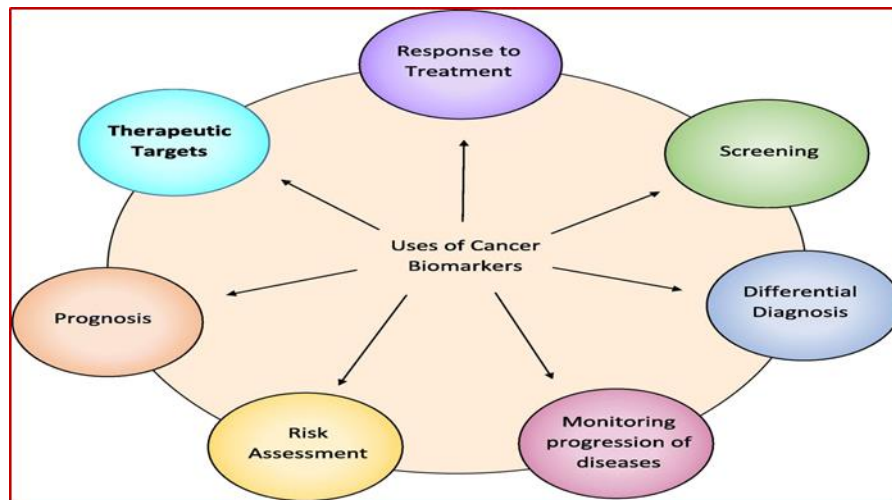 Response to
Treatment
Therapeutic
Targets
Screening
Uses of Cancer
Biomarkers
Prognosis
Differential
Diagnosis
Risk
Assessment
Monitoring
progression of
diseases